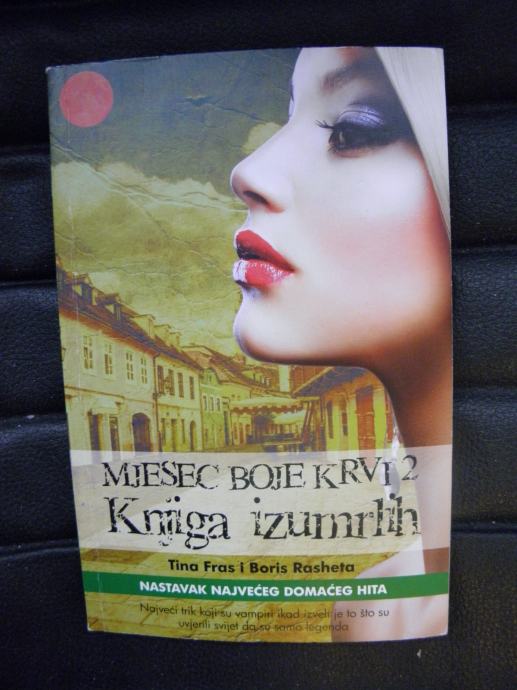 MJESEC BOJE KRVI 2
Knjiga izumrlih
Tina Fras i Boris Rasheta
NASTAVAK NAJVEĆEG DOMAĆEG HITA
Najveći trik koji su vampiri ikad izveli je to što su
uvjerili svijet da su samo legenda